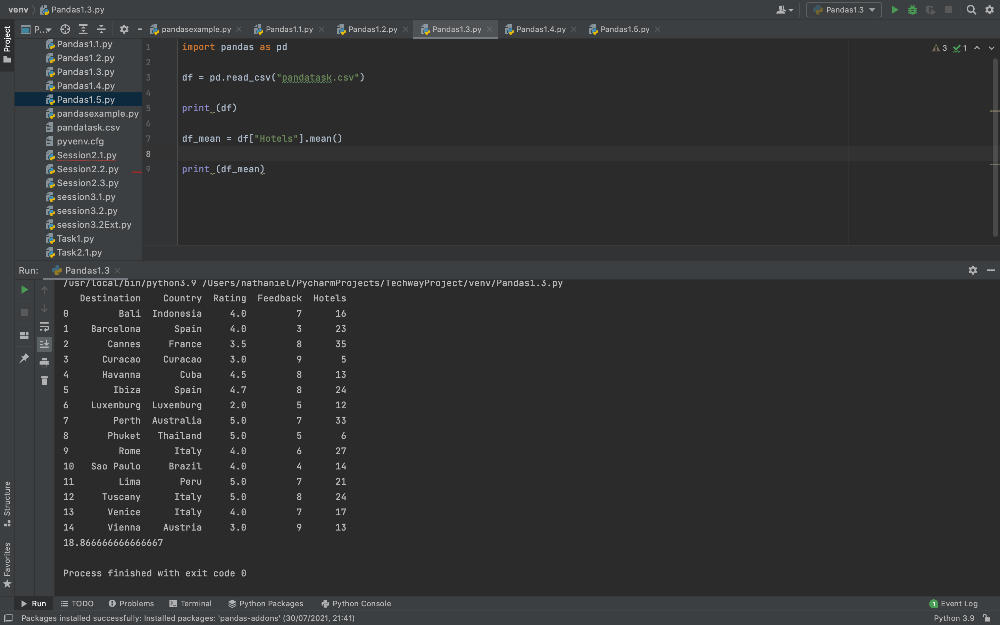 venv Pandas1.3.py
Pandas1.3
Project
P...
pandasexample.py Pandas1.1.py Pandas1.2.py Pandas1.3.py Pandas1.4.py Pandas1.5.py
Pandas1.1.py
Pandas1.2.py
Pandas1.3.py
Pandas1.4.py
Pandas1.5.py
pandasexample.py
pandatask.csv
pyvenv.cfg
Session2.1.py
Session2.2.py
Session2.3.py
session3.1.py
session3.2.py
session3.2Ext.py
Task1.py
Task2.1.py
1 import pandas as pd
2
3 df = pd.read_csv("pandatask.csv")
4
5 print (df)
6
7 df_mean = df["Hotels"].mean()
8
9 print (df_mean)
3 1
Run: Pandas1.3
/usr/local/bin/python3.9 /Users/nathaniel/PycharmProjects/TechwayProject/venv/Pandas1.3.py
Destination Country Rating Feedback Hotels
0 Bali Indonesia 4.0 7 16
1 Barcelona Spain 4.0 3 23
2 Cannes France 3.5 8 35
3 Curacao Curacao 3.0 9 5
4 Havanna Cuba 4.5 8 13
5 Ibiza Spain 4.7 8 24
6 Luxemburg Luxemburg 2.0 5 12
7 Perth Australia 5.0 7 33
8 Phuket Thailand 5.0 5 6
9 Rome Italy 4.0 6 27
10 Sao Paulo Brazil 4.0 4 14
11 Lima Peru 5.0 7 21
12 Tuscany Italy 5.0 8 24
13 Venice Italy 4.0 7 17
14 Vienna Austria 3.0 9 13
18.866666666666667
Process finished with exit code 0
Structure
Favorites
Run TODO Problems Terminal Python Packages Python Console
1 Event Log
Packages installed successfully: Installed packages: 'pandas-addons' (30/07/2021, 21:41)
Python 3.9